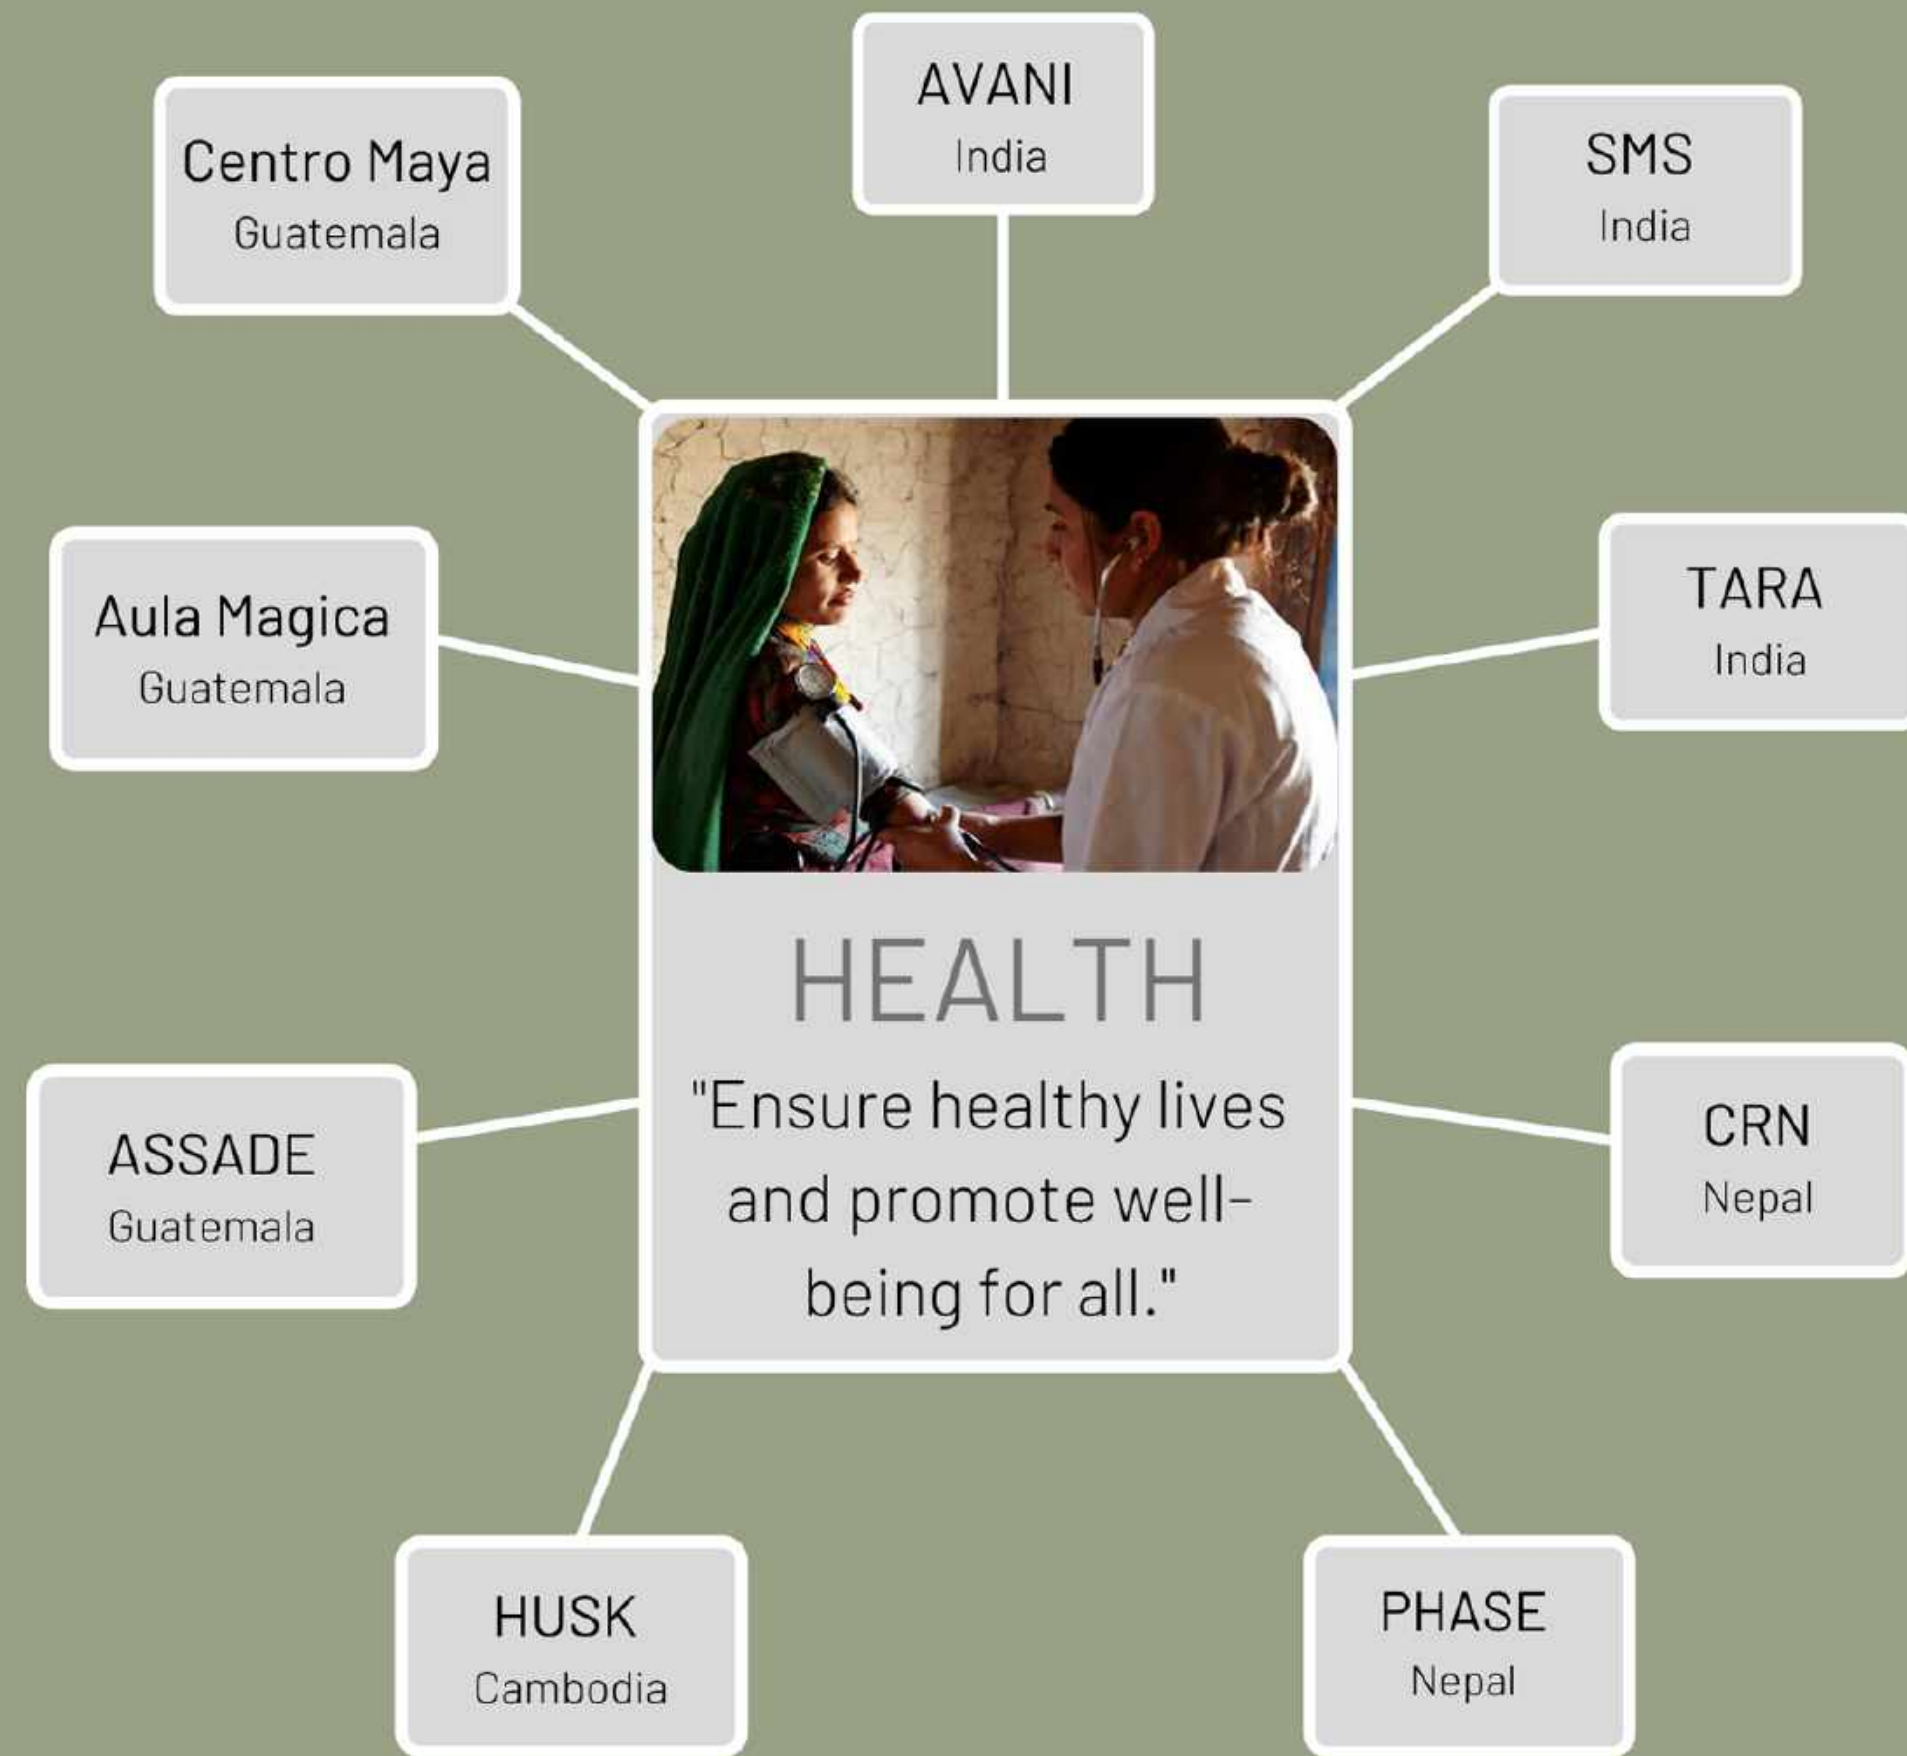 AVANI
India
Centro Maya
Guatemala
SMS
India
Aula Magica
Guatemala
TARA
India
HEALTH
"Ensure healthy lives
and promote well-
being for all."
ASSADE
Guatemala
CRN
Nepal
HUSK
Cambodia
PHASE
Nepal